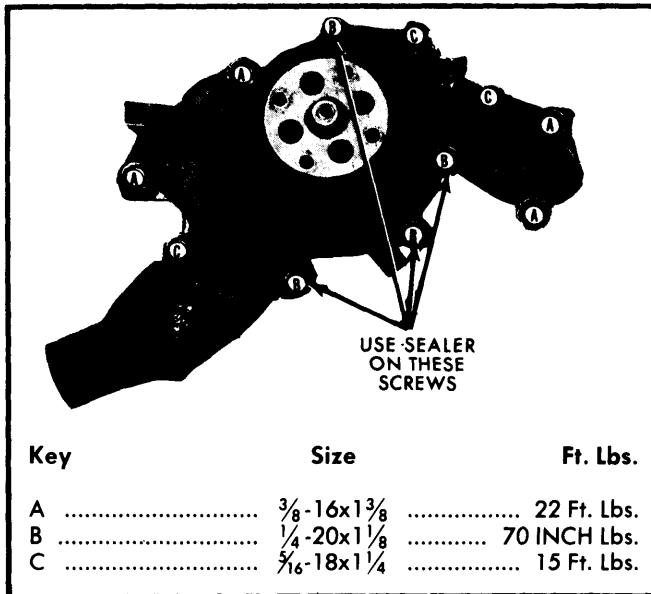 B
C
A
C
A
B
A
A
B
C
B
USE SEALER
ON THESE
SCREWS
Key Size Ft. Lbs.
A ............................ 3/8-16x1 3/8 ................ 22 Ft. Lbs.
B ............................ 1/4-20x1 1/8 ........... 70 INCH Lbs.
C ............................ 5/16-18x1 1/4 ................ 15 Ft. Lbs.